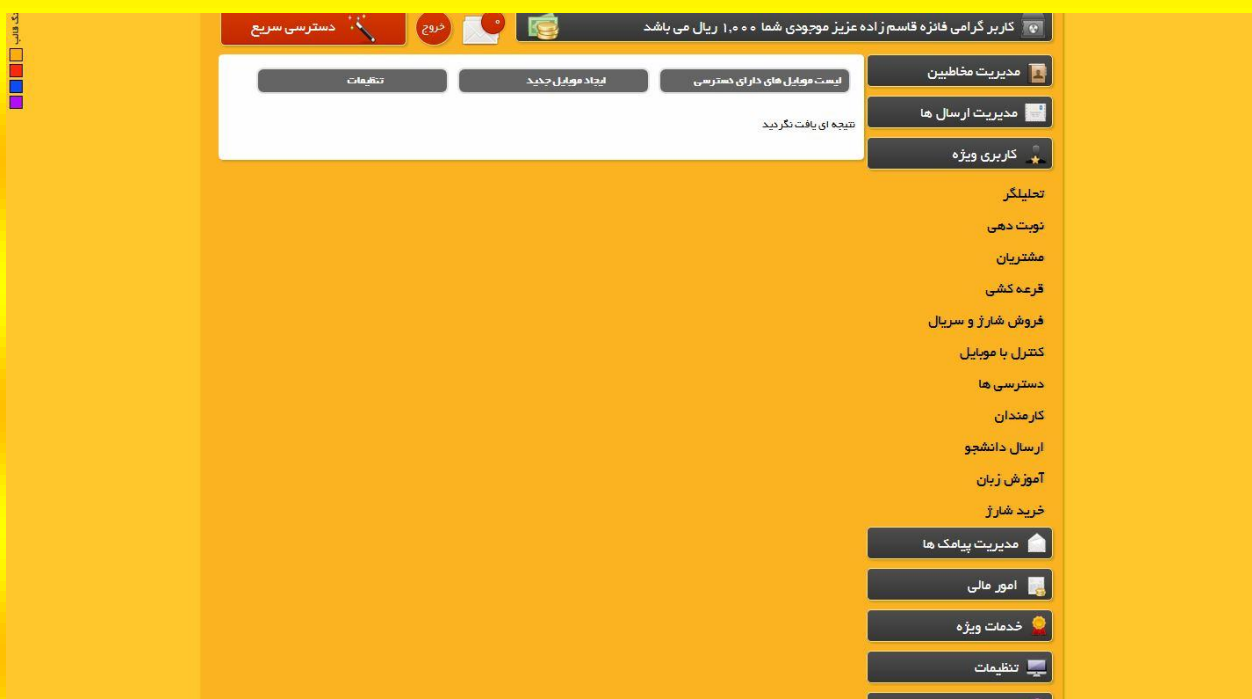 کاربر گرامی فائزه قاسم زاده عزیز موجودی شما ۱,۰۰۰ ریال می باشد
خروج
دسترسی سریع
رنگ قالب
مدیریت مخاطبین
مدیریت ارسال ها
کاربری ویژه
تحلیلگر
نوبت دهی
مشتریان
قرعه کشی
فروش شارژ و سریال
کنترل با موبایل
دسترسی ها
کارمندان
ارسال دانشجو
آموزش زبان
خرید شارژ
مدیریت پیامک ها
امور مالی
خدمات ویژه
تنظیمات
لیست موبایل های دارای دسترسی
ایجاد موبایل جدید
تنظیمات
نتیجه ای یافت نگردید